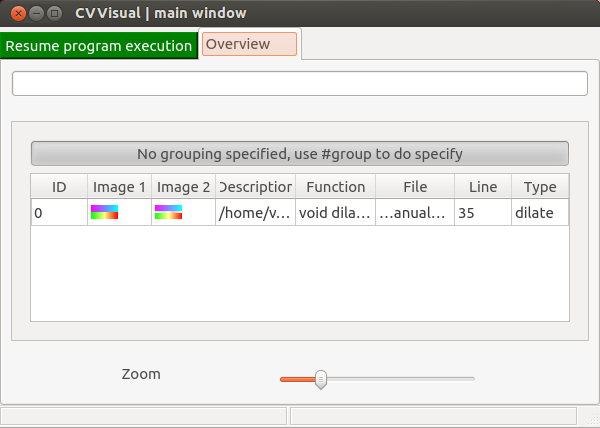 CVVisual | main window
Resume program execution
Overview
No grouping specified, use #group to do specify
ID Image 1 Image 2 Description Function File Line Type
0 /home/v... void dila... ...anual... 35 dilate
Zoom